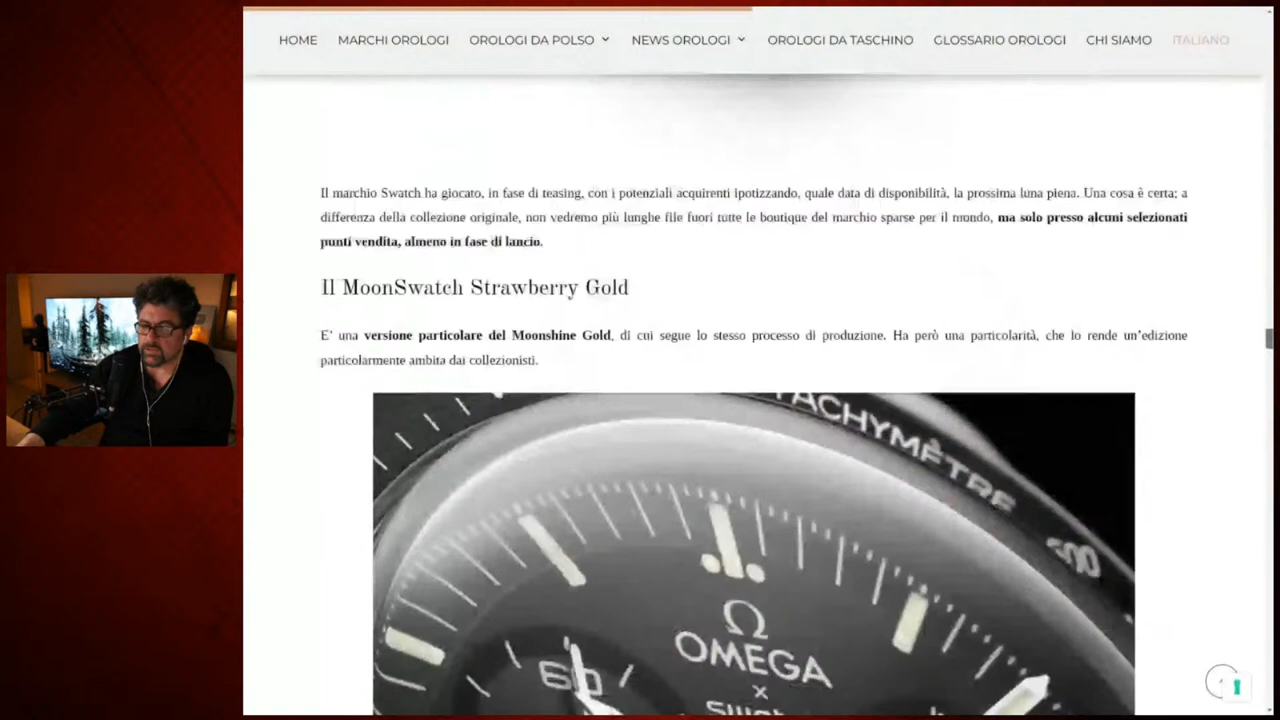 HOME MARCHI OROLOGI OROLOGI DA POLSO NEWS OROLOGI OROLOGI DA TASCHINO GLOSSARIO OROLOGI CHI SIAMO ITALIANO
Il marchio Swatch ha giocato, in fase di teasing, con i potenziali acquirenti ipotizzando, quale data di disponibilità, la prossima luna piena. Una cosa è certa; a
differenza della collezione originale, non vedremo più lunghe file fuori tutte le boutique del marchio sparse per il mondo, ma solo presso alcuni selezionati
punti vendita, almeno in fase di lancio.
Il MoonSwatch Strawberry Gold
E' una versione particolare del Moonshine Gold, di cui segue lo stesso processo di produzione. Ha però una particolarità, che lo rende un'edizione
particolarmente ambita dai collezionisti.
TACHYMÈTRE
Ω
OMEGA
60
x